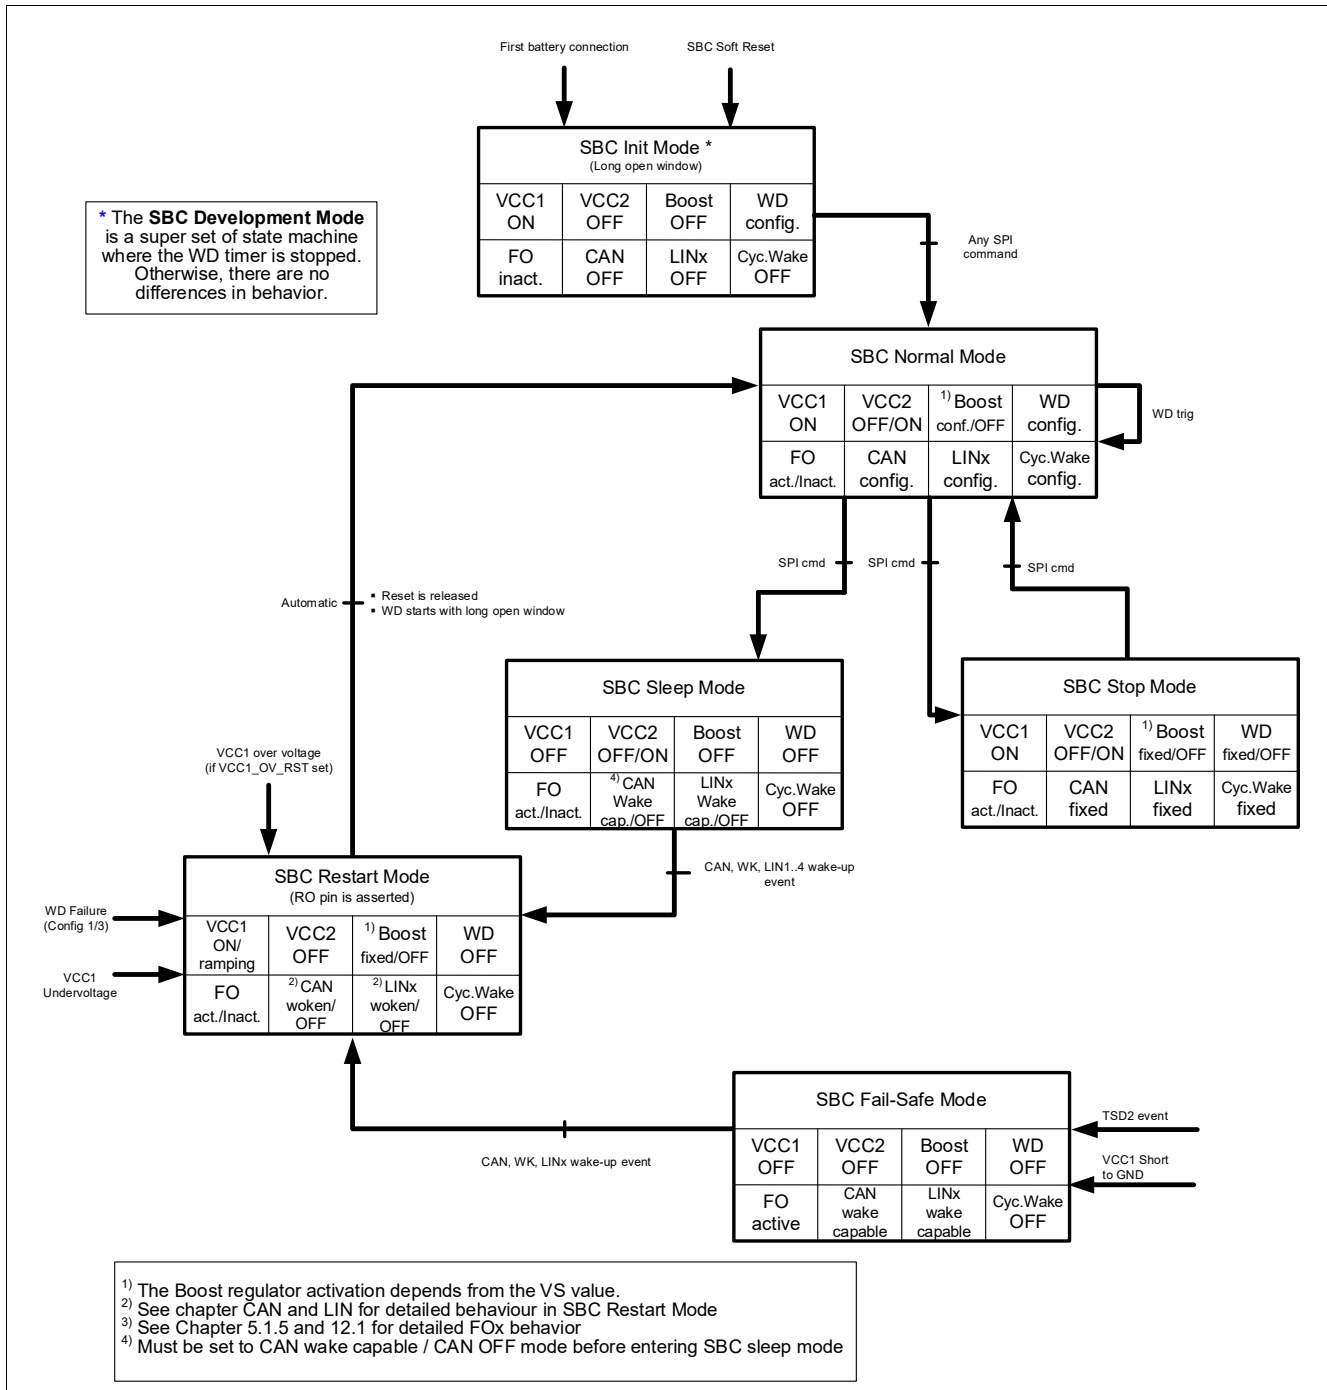 First battery connection
SBC Soft Reset
SBC Init Mode *
(Long open window)
VCC1
ON
VCC2
OFF
Boost
OFF
WD
config.
FO
inact.
CAN
OFF
LINx
OFF
Cyc.Wake
OFF
* The SBC Development Mode
is a super set of state machine
where the WD timer is stopped.
Otherwise, there are no
differences in behavior.
Any SPI
command
SBC Normal Mode
VCC1
ON
VCC2
OFF/ON
1) Boost
conf./OFF
WD
config.
FO
act./Inact.
CAN
config.
LINx
config.
Cyc.Wake
config.
WD trig
SPI cmd
SPI cmd
SPI cmd
Automatic
▪ Reset is released
▪ WD starts with long open window
SBC Sleep Mode
VCC1
OFF
VCC2
OFF/ON
Boost
OFF
WD
OFF
FO
act./Inact.
4) CAN
Wake
cap./OFF
LINx
Wake
cap./OFF
Cyc.Wake
OFF
SBC Stop Mode
VCC1
ON
VCC2
OFF/ON
1) Boost
fixed/OFF
WD
fixed/OFF
FO
act./Inact.
CAN
fixed
LINx
fixed
Cyc.Wake
fixed
VCC1 over voltage
(if VCC1_OV_RST set)
CAN, WK, LIN1..4 wake-up
event
SBC Restart Mode
(RO pin is asserted)
WD Failure
(Config 1/3)
VCC1
Undervoltage
VCC1
ON/
ramping
VCC2
OFF
1) Boost
fixed/OFF
WD
OFF
FO
act./Inact.
2) CAN
woken/
OFF
2) LINx
woken/
OFF
Cyc.Wake
OFF
CAN, WK, LINx wake-up event
SBC Fail-Safe Mode
VCC1
OFF
VCC2
OFF
Boost
OFF
WD
OFF
FO
active
CAN
wake
capable
LINx
wake
capable
Cyc.Wake
OFF
TSD2 event
VCC1 Short
to GND
1) The Boost regulator activation depends from the VS value.
2) See chapter CAN and LIN for detailed behaviour in SBC Restart Mode
3) See Chapter 5.1.5 and 12.1 for detailed FOx behavior
4) Must be set to CAN wake capable / CAN OFF mode before entering SBC sleep mode